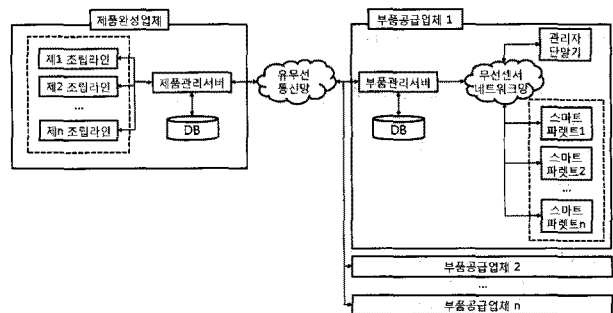 제품완성업체
제1 조립라인
제2 조립라인
...
제n 조립라인
제품관리서버
DB
유무선
통신망
부품공급업체 1
부품관리서버
DB
무선센서
네트워크망
관리자
단말기
스마트
파렛트1
스마트
파렛트2
...
스마트
파렛트n
부품공급업체 2
...
부품공급업체 n